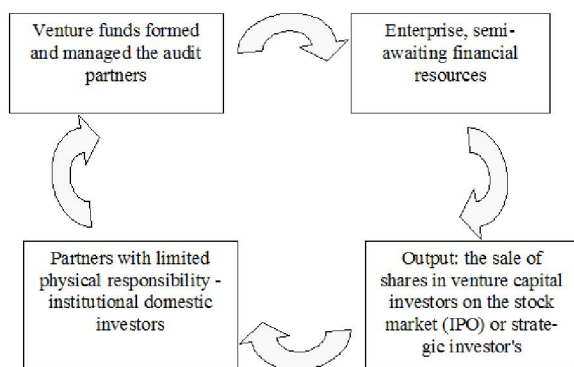 Venture funds formed
and managed the audit
partners
Enterprise, semi-
awaiting financial
resources
Partners with limited
physical responsibility -
institutional domestic
investors
Output: the sale of
shares in venture capital
investors on the stock
market (IPO) or strate-
gic investor's